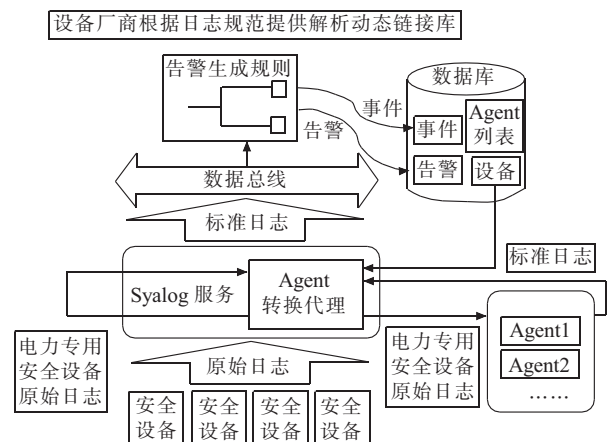 设备厂商根据日志规范提供解析动态链接库
告警生成规则
数据库
事件
告警
事件
Agent
列表
告警
设备
数据总线
标准日志
标准日志
Syalog 服务
Agent
转换代理
电力专用
安全设备
原始日志
原始日志
电力专用
安全设备
原始日志
Agent1
Agent2
……
安全
设备
安全
设备
安全
设备
安全
设备